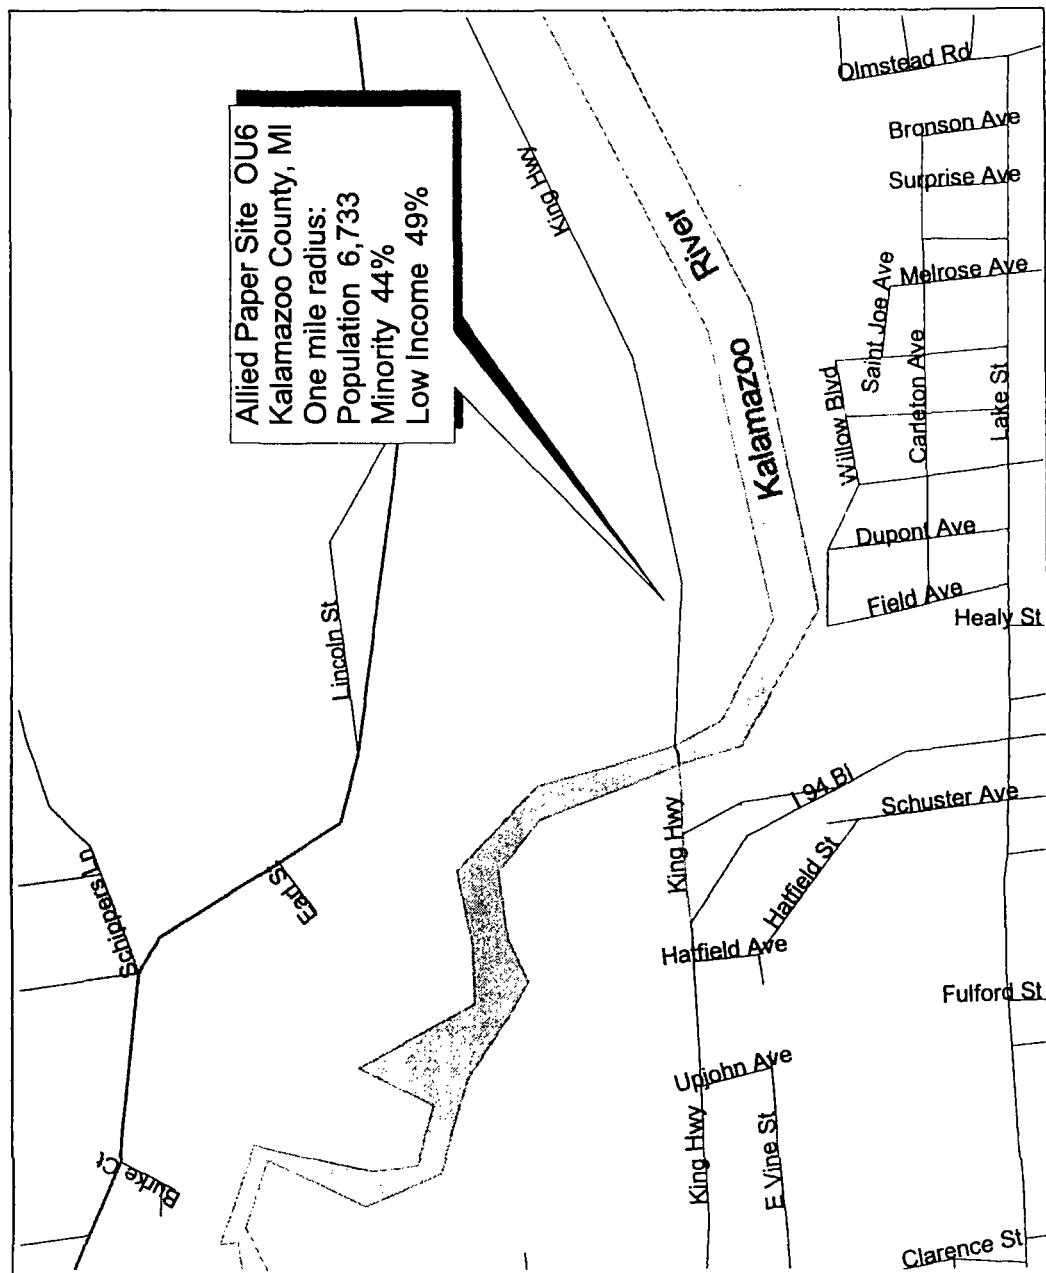 Allied Paper Site OU6
Kalamazoo County, MI
One mile radius:
Population 6,733
Minority 44%
Low Income 49%
Olmstead Rd
Bronson Ave
Surprise Ave
Melrose Ave
Saint Joe Ave
Carleton Ave
Lake St
Willow Blvd
Dupont Ave
Field Ave
Healy St
King Hwy
River
Kalamazoo
Lincoln St
I 94 Bl
Schuster Ave
Hatfield St
King Hwy
Hatfield Ave
Earl St
Schippers Ln
Fulford St
Upjohn Ave
King Hwy
E Vine St
Burke Ct
Clarence St